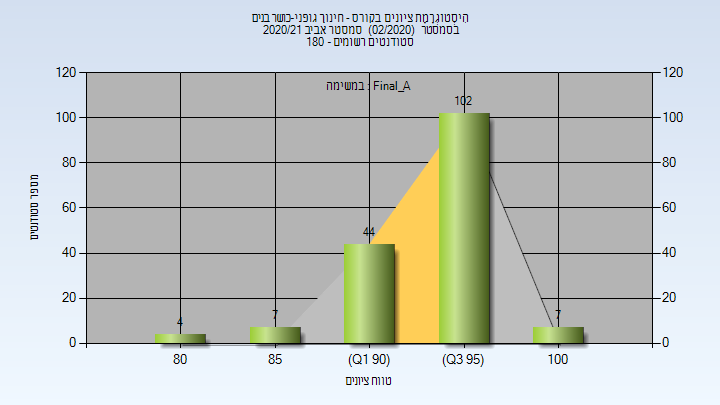 היסטוגרמת ציונים בקורס - חינוך גופני-כושר בנים
בסמסטר (02/2020) סמסטר אביב 2020/21
סטודנטים רשומים - 180
במשימה : Final_A
120 120
100 100
80 80
60 60
40 40
20 20
0 0
מספר סטודנטים
4
7
44
102
7
80 85 (Q1 90) (Q3 95) 100
טווח ציונים